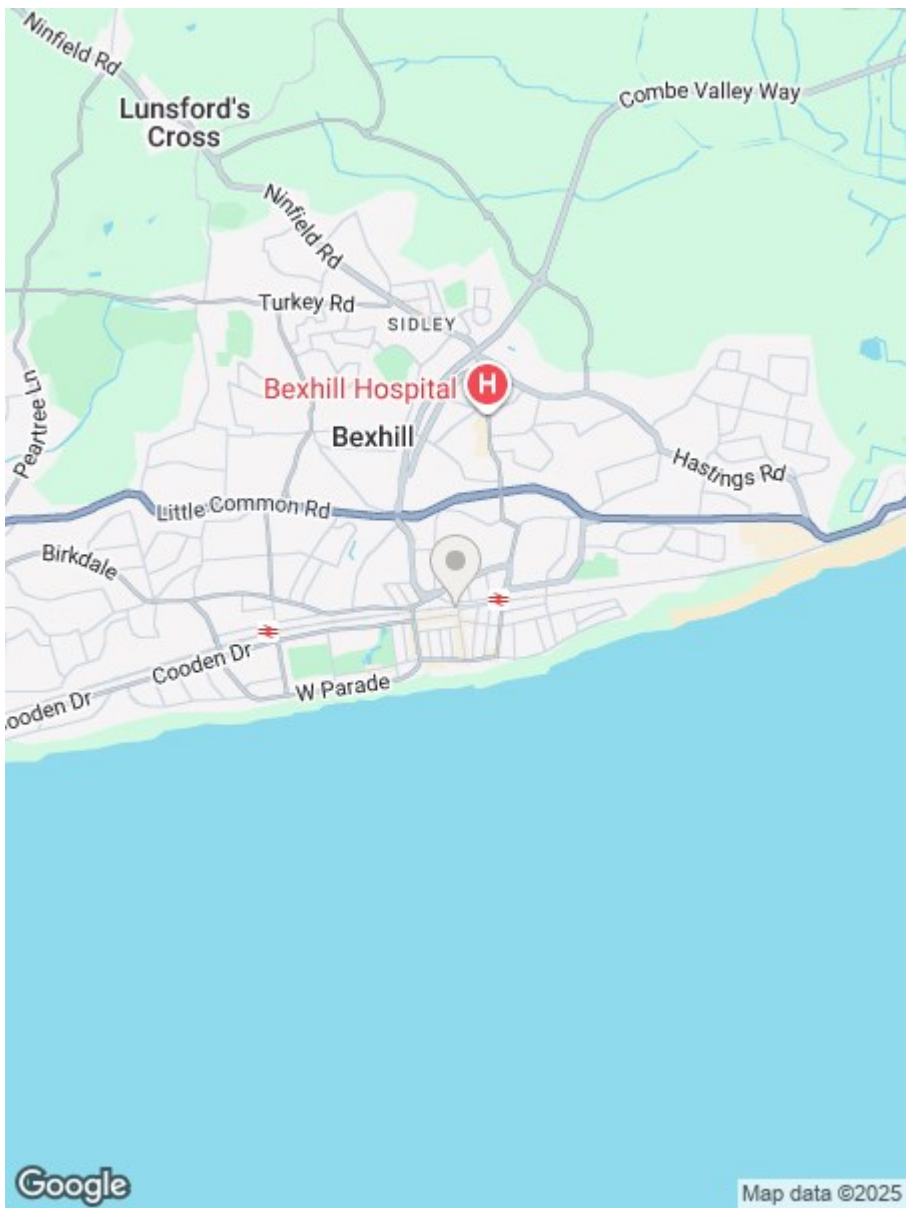 Ninfield Rd
Combe Valley Way
Lunsford's
Cross
Ninfield Rd
Turkey Rd
SIDLEY
Peartree Ln
Bexhill Hospital
H
Bexhill
Hastings Rd
Little Common Rd
Birkdale
Cooden Dr
W Parade
ooden Dr
Google
Map data ©2025